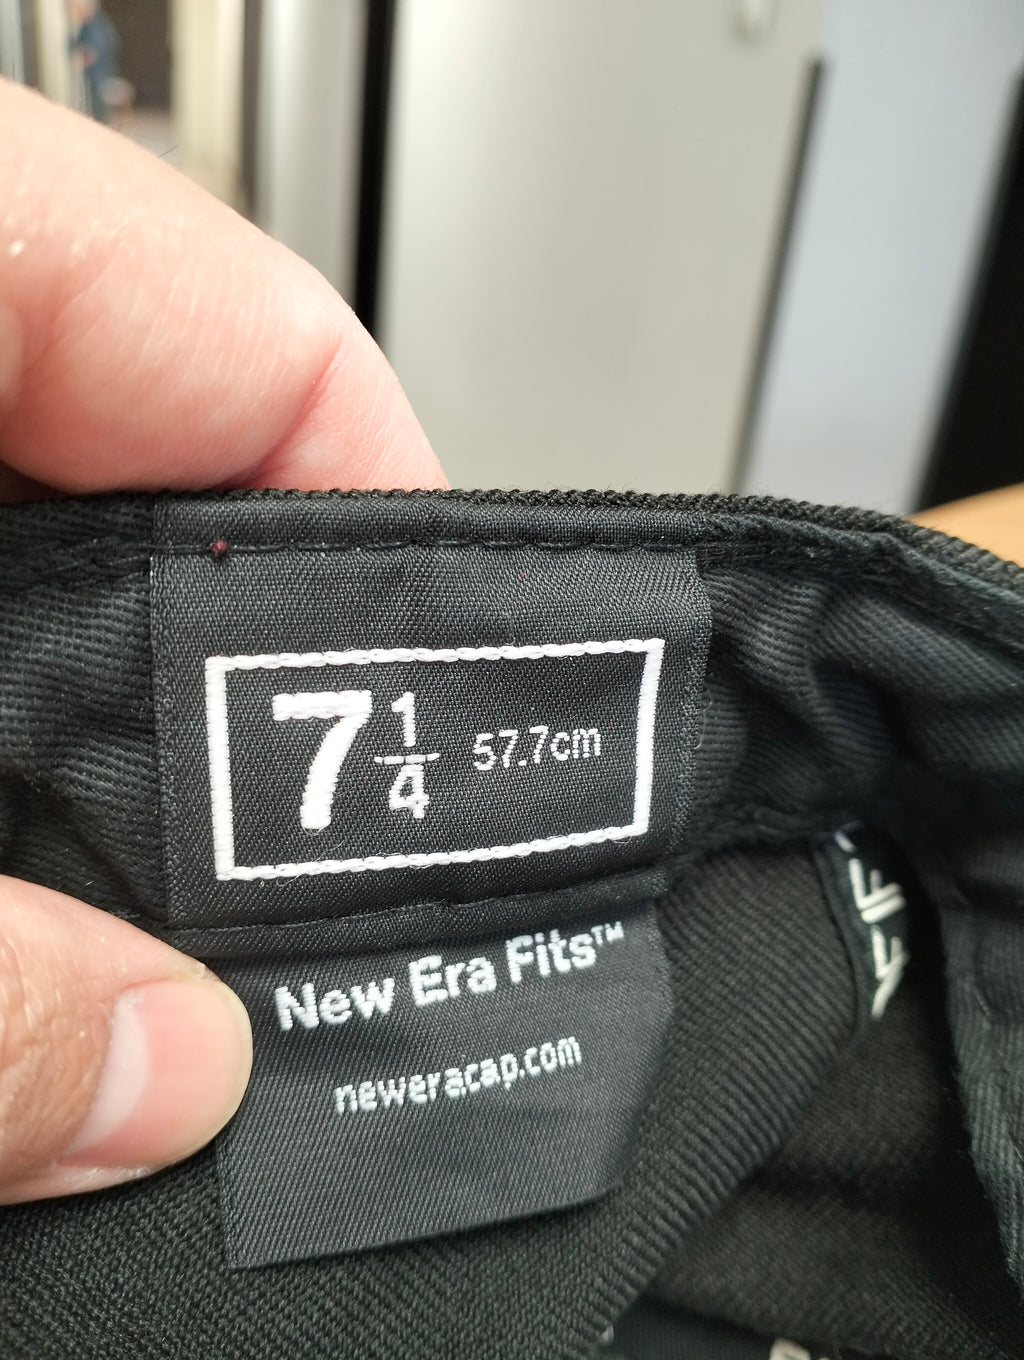 7 1/4 57.7cm
New Era Fits™
neweracap.com